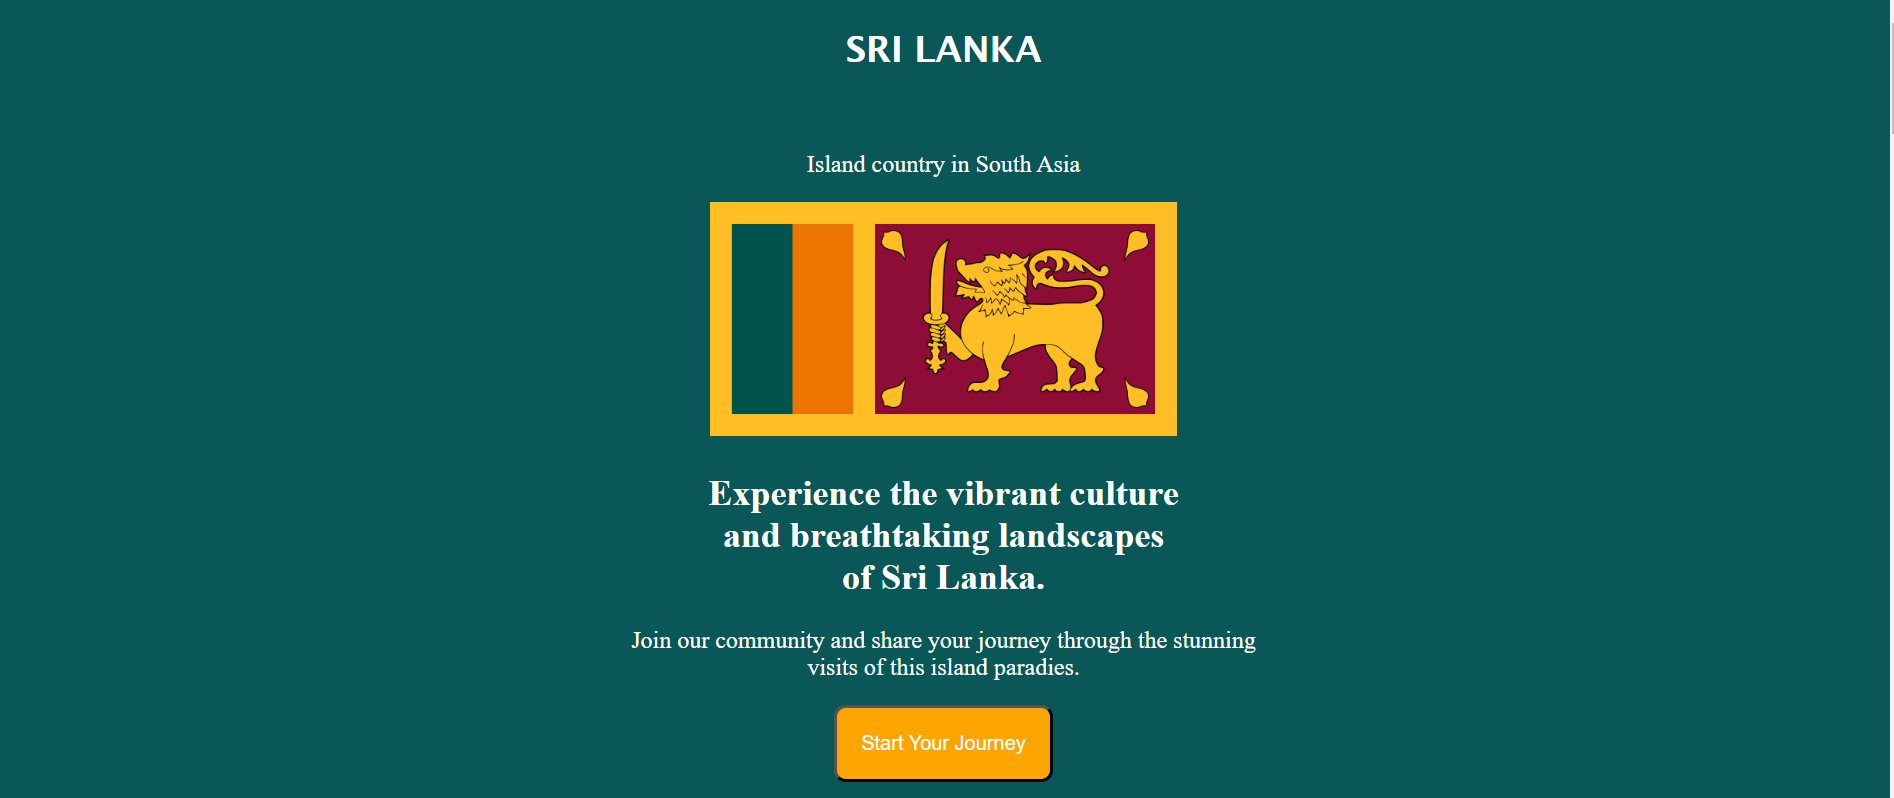 SRI LANKA
Island country in South Asia
Experience the vibrant culture
and breathtaking landscapes
of Sri Lanka.
Join our community and share your journey through the stunning
visits of this island paradies.
Start Your Journey